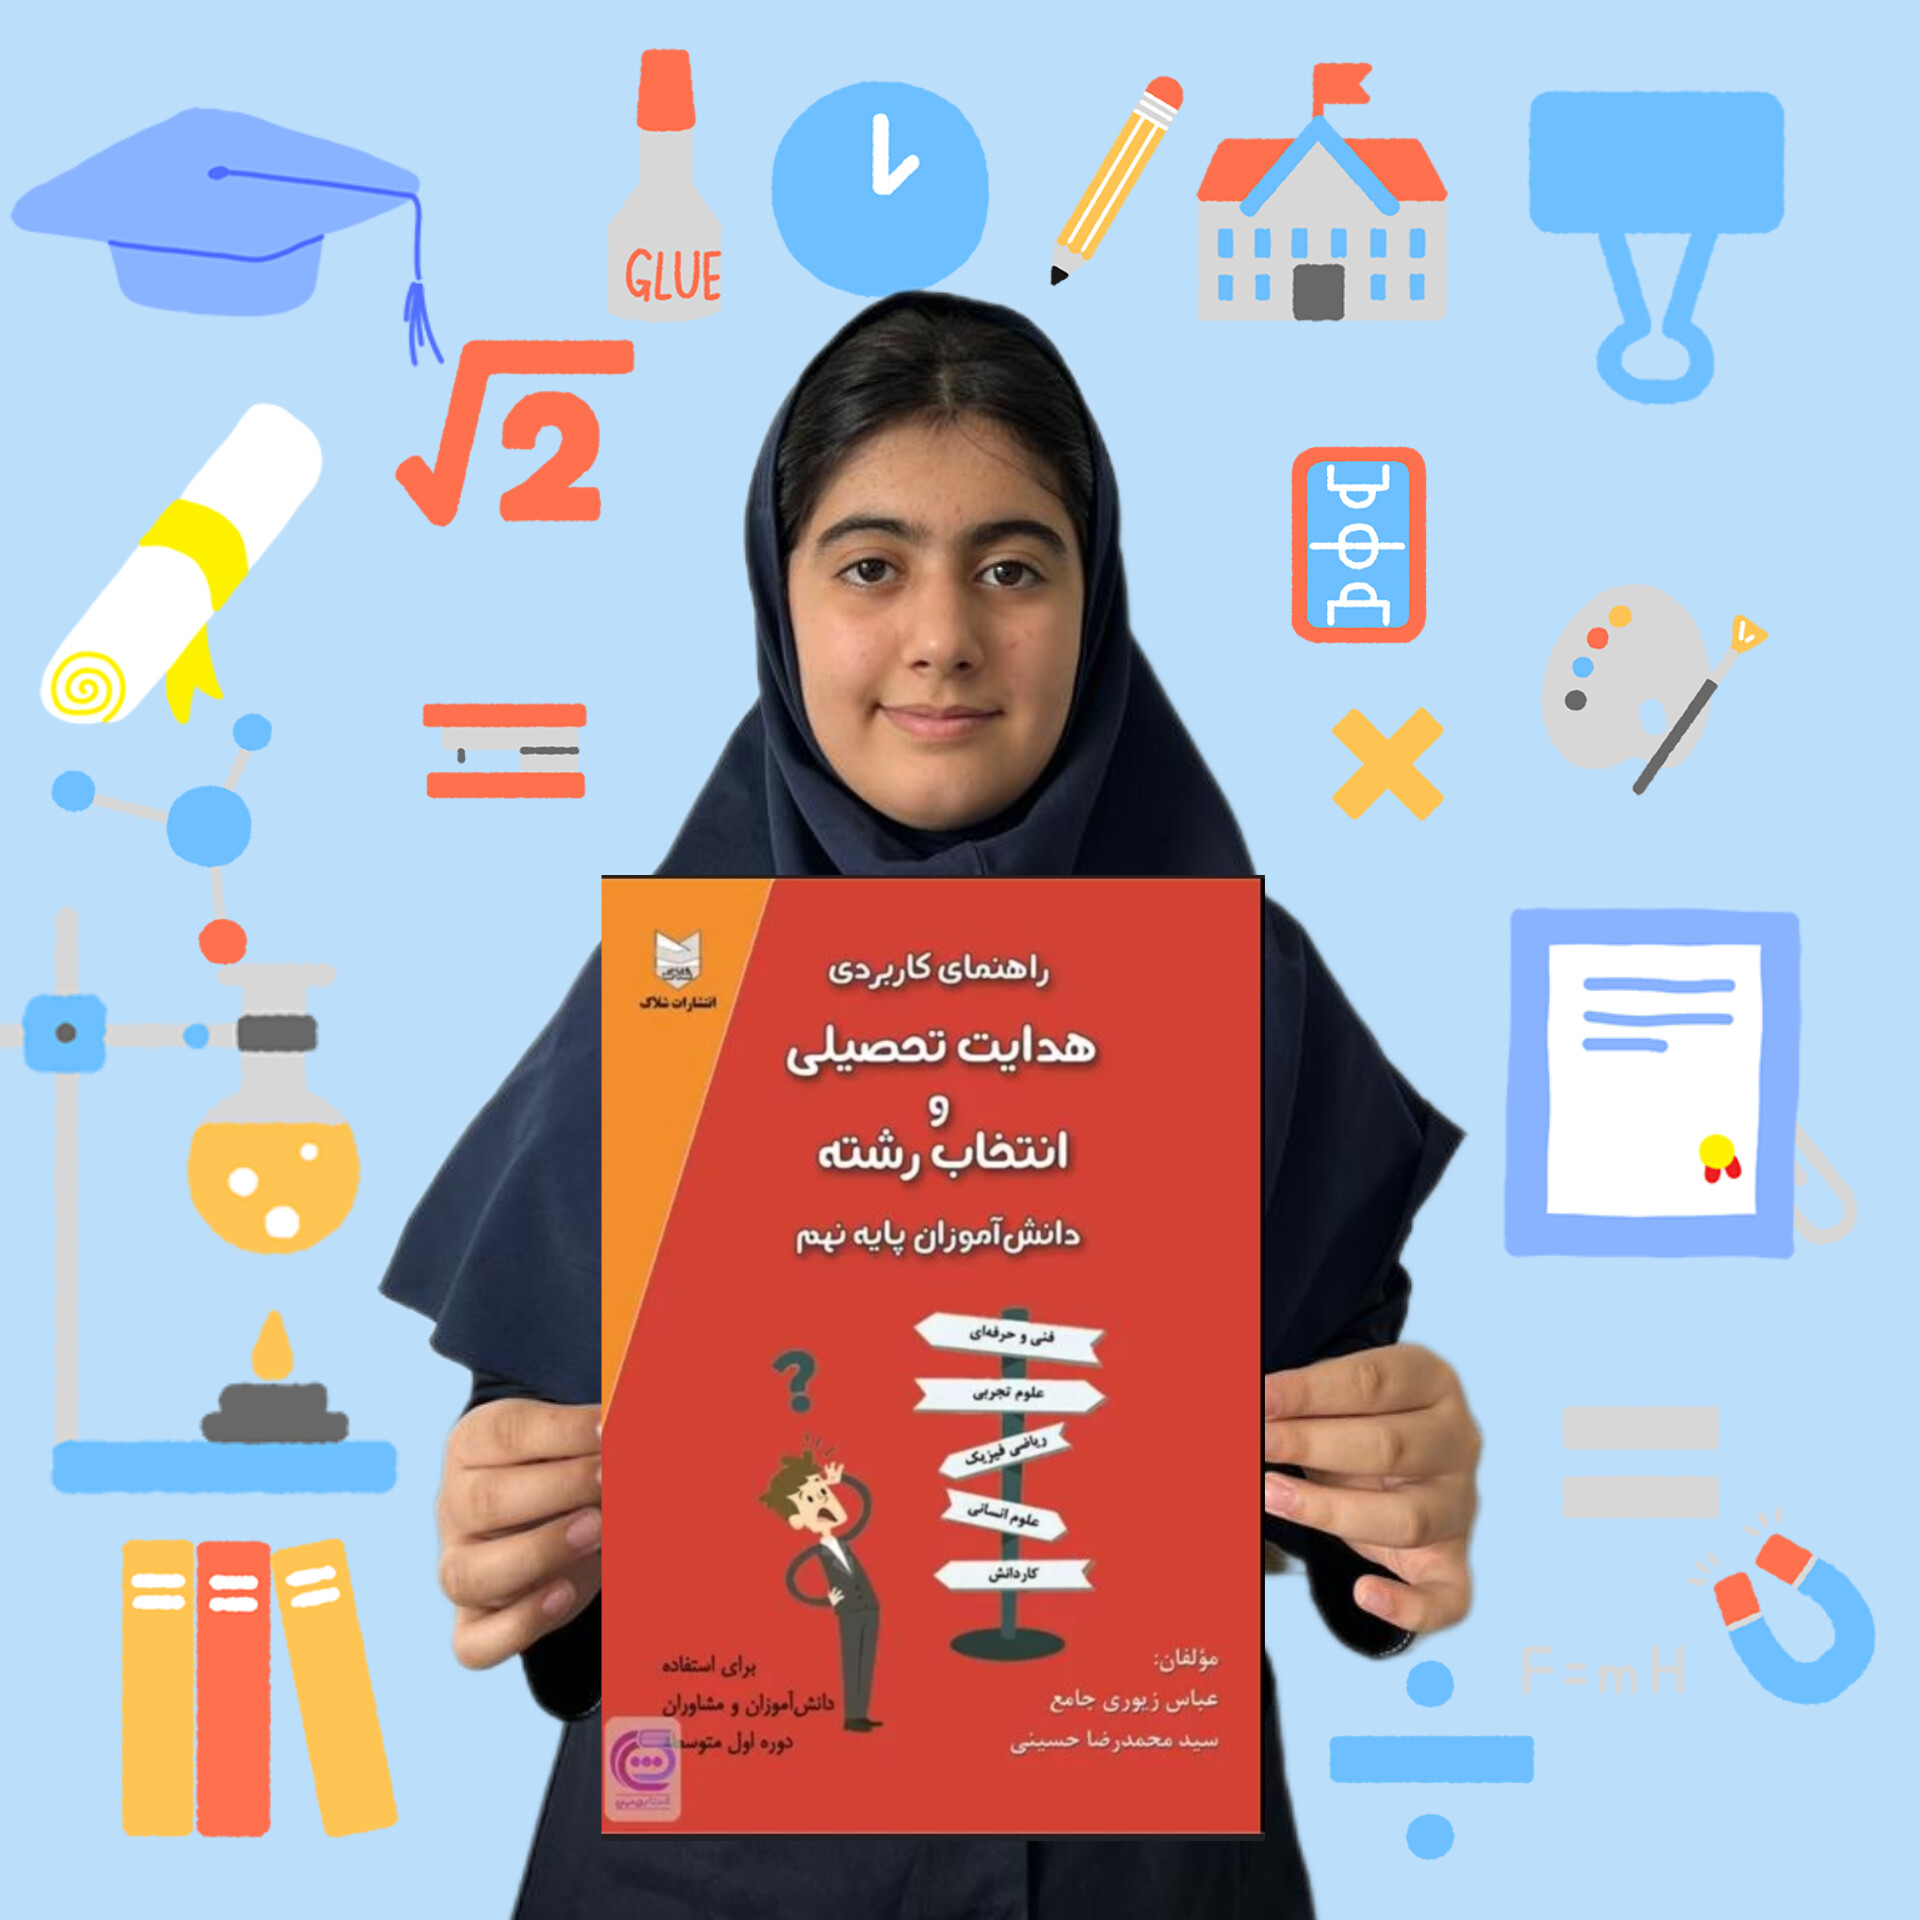 GLUE
√2
انتشارات شلاک
راهنمای کاربردی
هدایت تحصیلی
و
انتخاب رشته
دانش‌آموزان پایه نهم
فنی و حرفه‌ای
علوم تجربی
ریاضی فیزیک
علوم انسانی
کاردانش
?
برای استفاده
دانش‌آموزان و مشاوران
دوره اول متوسطه
مؤلفان:
عباس زیوری جامع
سید محمدرضا حسینی
F=mH